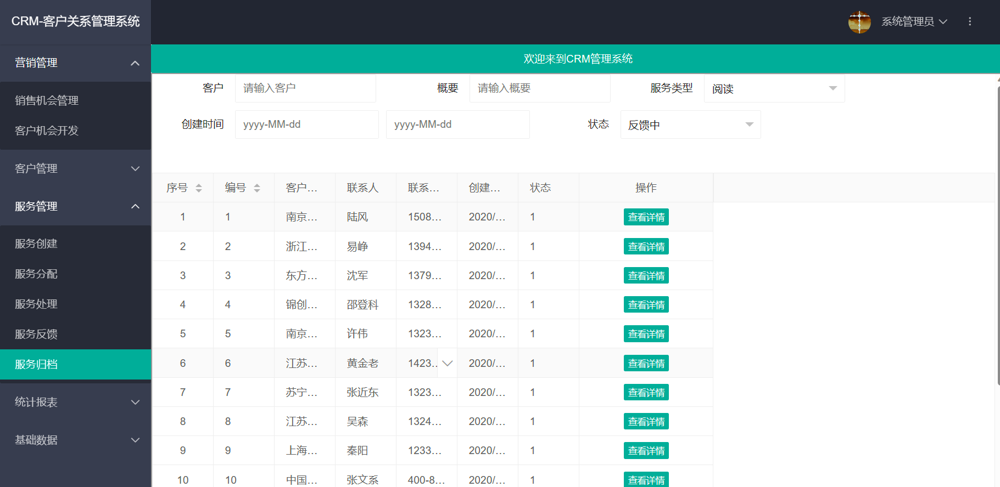 CRM-客户关系管理系统
系统管理员
欢迎来到CRM管理系统
营销管理
销售机会管理
客户机会开发
客户管理
服务管理
服务创建
服务分配
服务处理
服务反馈
服务归档
统计报表
基础数据
客户 请输入客户 概要 请输入概要 服务类型 阅读
创建时间 yyyy-MM-dd yyyy-MM-dd 状态 反馈中
序号 编号 客户... 联系人 联系... 创建... 状态 操作
1 1 南京... 陆风 1508... 2020/... 1 查看详情
2 2 浙江... 易峥 1394... 2020/... 1 查看详情
3 3 东方... 沈军 1379... 2020/... 1 查看详情
4 4 锦创... 邵登科 1328... 2020/... 1 查看详情
5 5 南京... 许伟 1323... 2020/... 1 查看详情
6 6 江苏... 黄金老 1423.. 2020/... 1 查看详情
7 7 苏宁... 张近东 1323... 2020/... 1 查看详情
8 8 江苏... 吴森 1324... 2020/... 1 查看详情
9 9 上海... 秦阳 1233... 2020/... 1 查看详情
10 10 中国... 张文系 400-8... 2020/... 1 查看详情